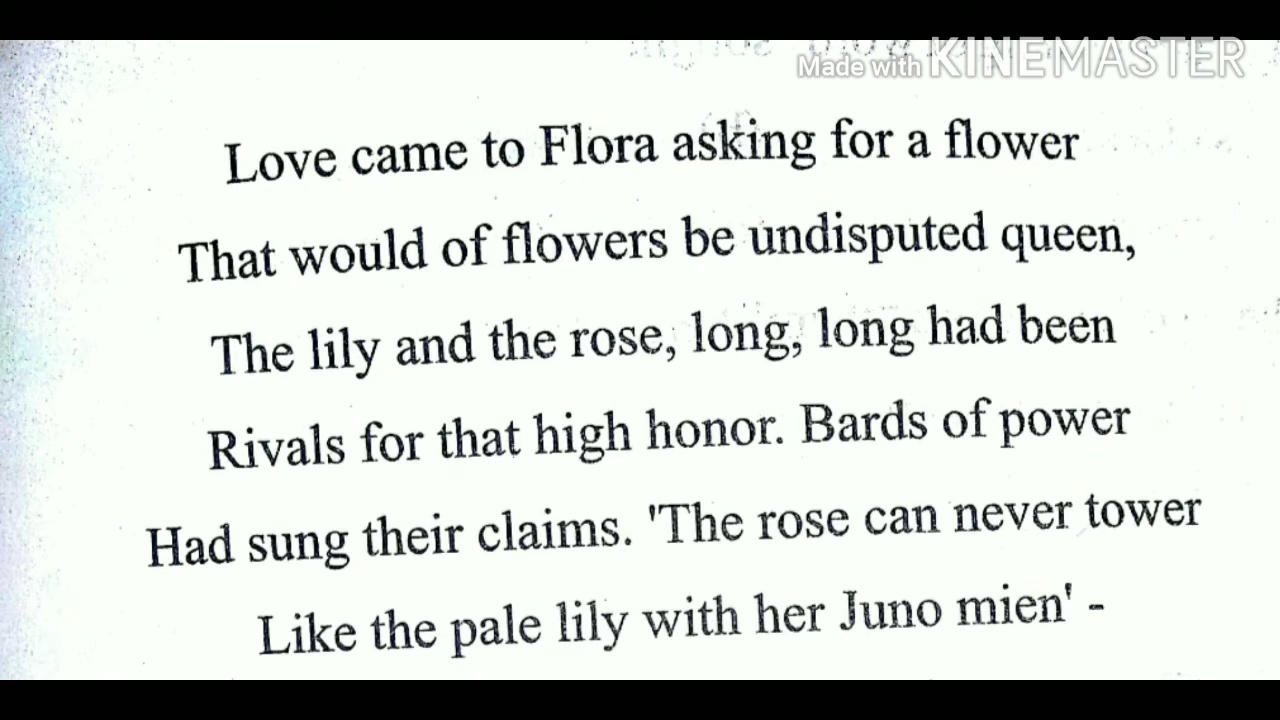 Made with KINEMASTER
Love came to Flora asking for a flower
That would of flowers be undisputed queen,
The lily and the rose, long, long had been
Rivals for that high honor. Bards of power
Had sung their claims. 'The rose can never tower
Like the pale lily with her Juno mien' -